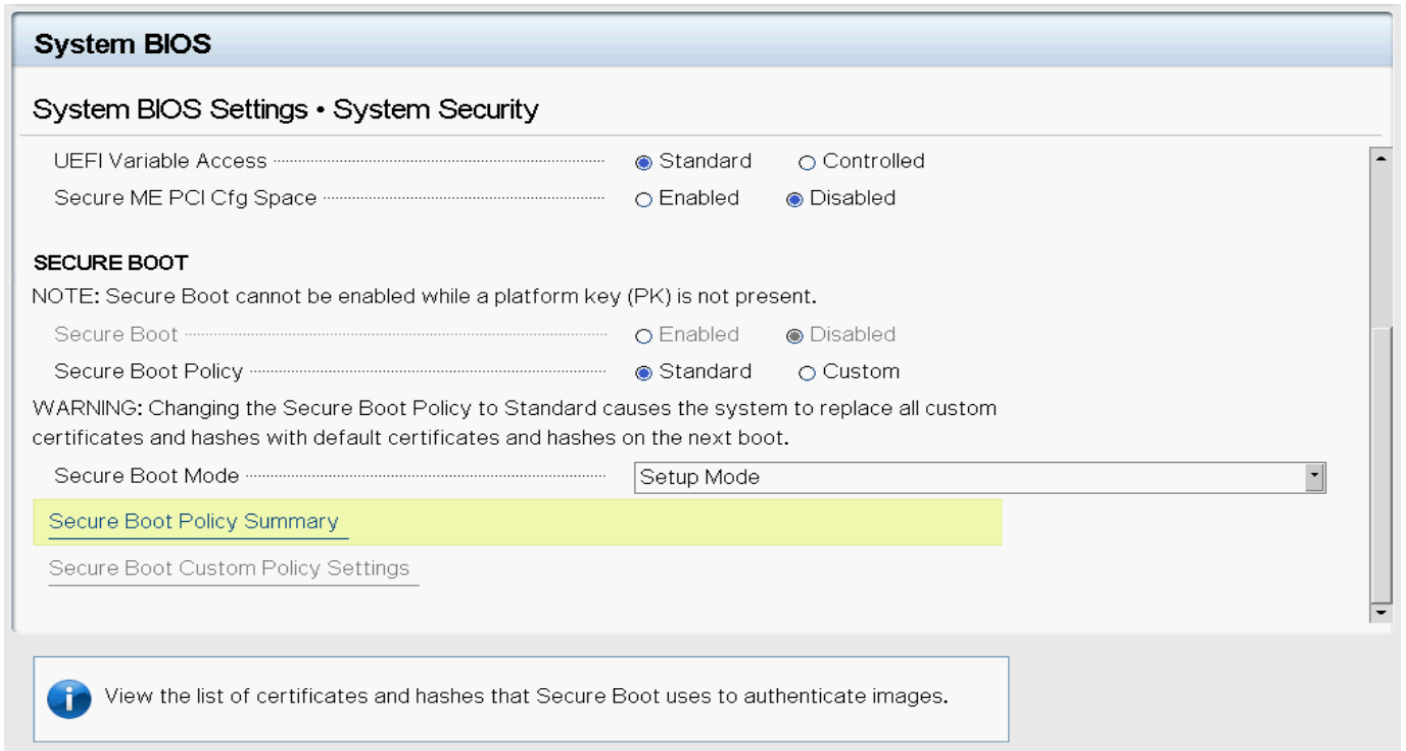 System BIOS
System BIOS Settings • System Security
UEFI Variable Access Standard Controlled
Secure ME PCI Cfg Space Enabled Disabled
SECURE BOOT
NOTE: Secure Boot cannot be enabled while a platform key (PK) is not present.
Secure Boot Enabled Disabled
Secure Boot Policy Standard Custom
WARNING: Changing the Secure Boot Policy to Standard causes the system to replace all custom
certificates and hashes with default certificates and hashes on the next boot.
Secure Boot Mode Setup Mode
Secure Boot Policy Summary
Secure Boot Custom Policy Settings
View the list of certificates and hashes that Secure Boot uses to authenticate images.